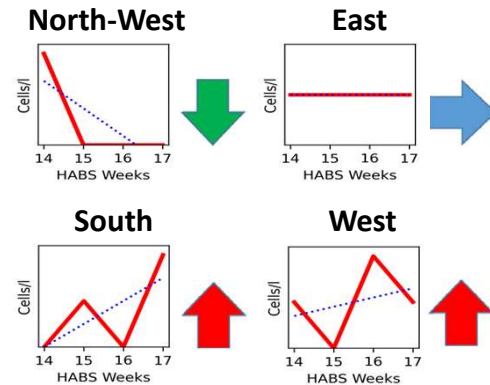 North-West
Cells/l
14 15 16 17
HABS Weeks
East
Cells/l
14 15 16 17
HABS Weeks
South
Cells/l
14 15 16 17
HABS Weeks
West
Cells/l
14 15 16 17
HABS Weeks